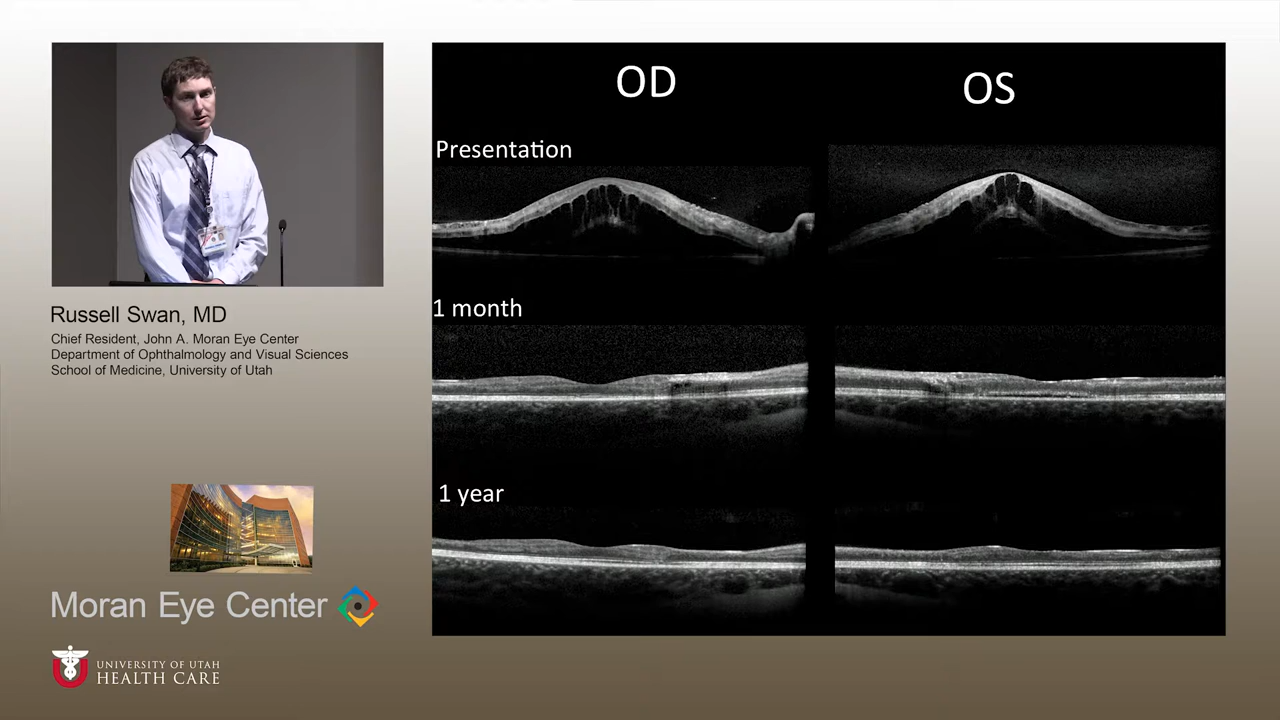 OD
OS
Presentation
1 month
1 year
Russell Swan, MD
Chief Resident, John A. Moran Eye Center
Department of Ophthalmology and Visual Sciences
School of Medicine, University of Utah
Moran Eye Center
U
UNIVERSITY OF UTAH
HEALTH CARE